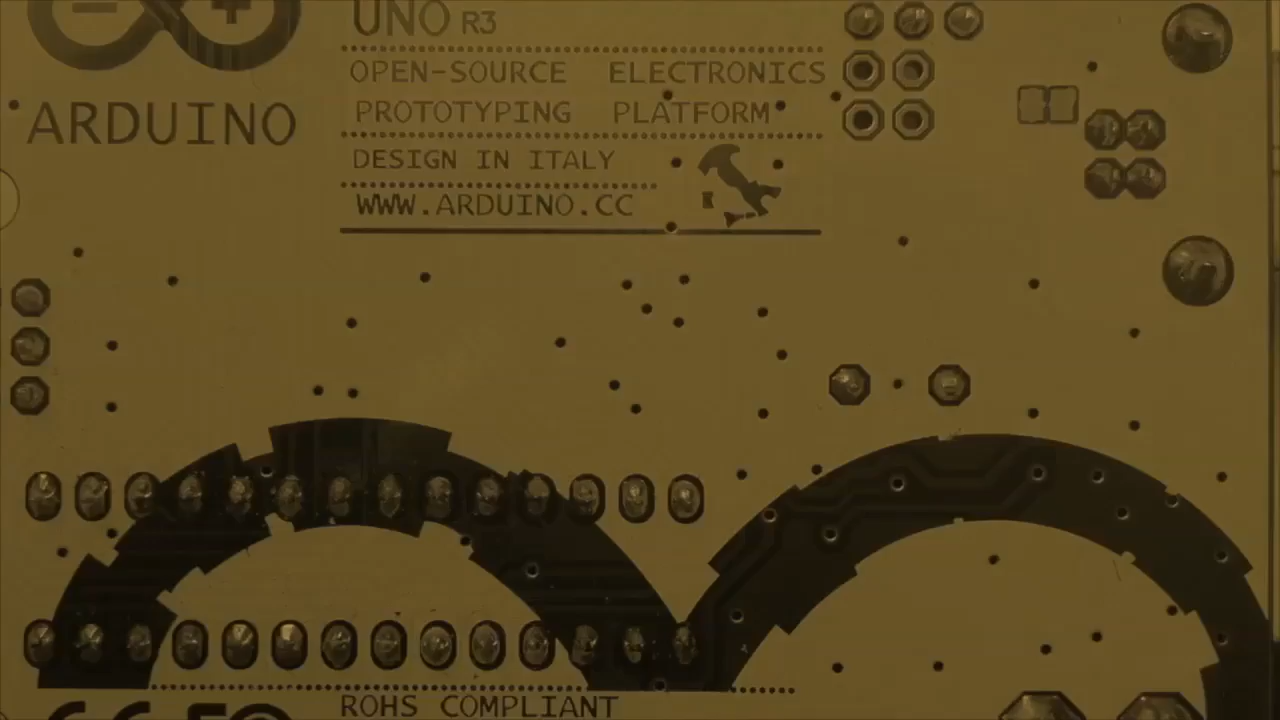 UNO R3
OPEN-SOURCE ELECTRONICS
PROTOTYPING PLATFORM
ARDUINO
DESIGN IN ITALY
WWW.ARDUINO.CC
ROHS COMPLIANT